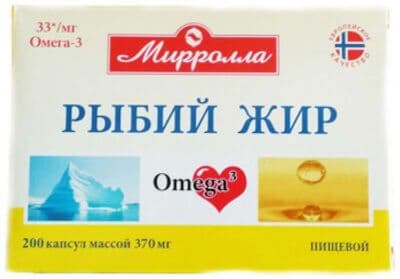 33*/мг
Омега-3
Мирролла
ЕВРОПЕЙСКОЕ
КАЧЕСТВО
РЫБИЙ ЖИР
Omega3
200 капсул массой 370 мг
ПИЩЕВОЙ